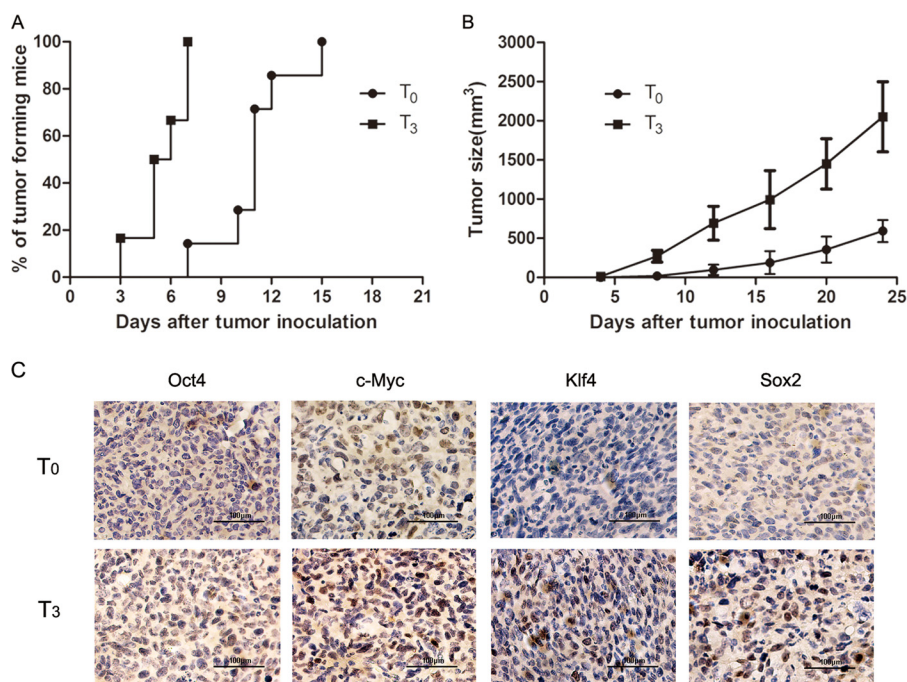 A
B
% of tumor forming mice
100
80
60
40
20
0
0 3 6 9 12 15 18 21
Days after tumor inoculation
T0
T3
Tumor size(mm3)
3000
2500
2000
1500
1000
500
0
0 5 10 15 20 25
Days after tumor inoculation
T0
T3
C
Oct4 c-Myc Klf4 Sox2
T0
100μm 100μm 100μm 100μm
T3
100μm 100μm 100μm 100μm